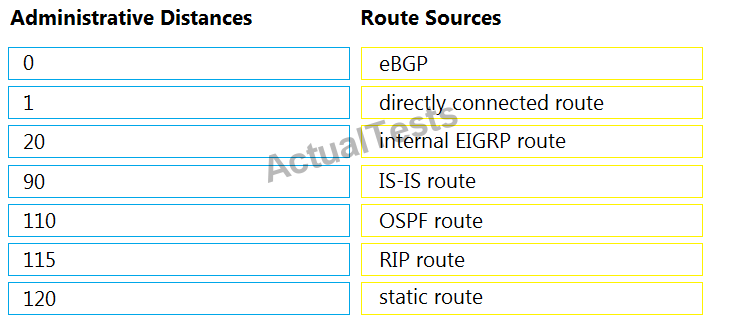 Administrative Distances Route Sources
0 eBGP
1 directly connected route
20 internal EIGRP route
90 IS-IS route
110 OSPF route
115 RIP route
120 static route
ActualTests